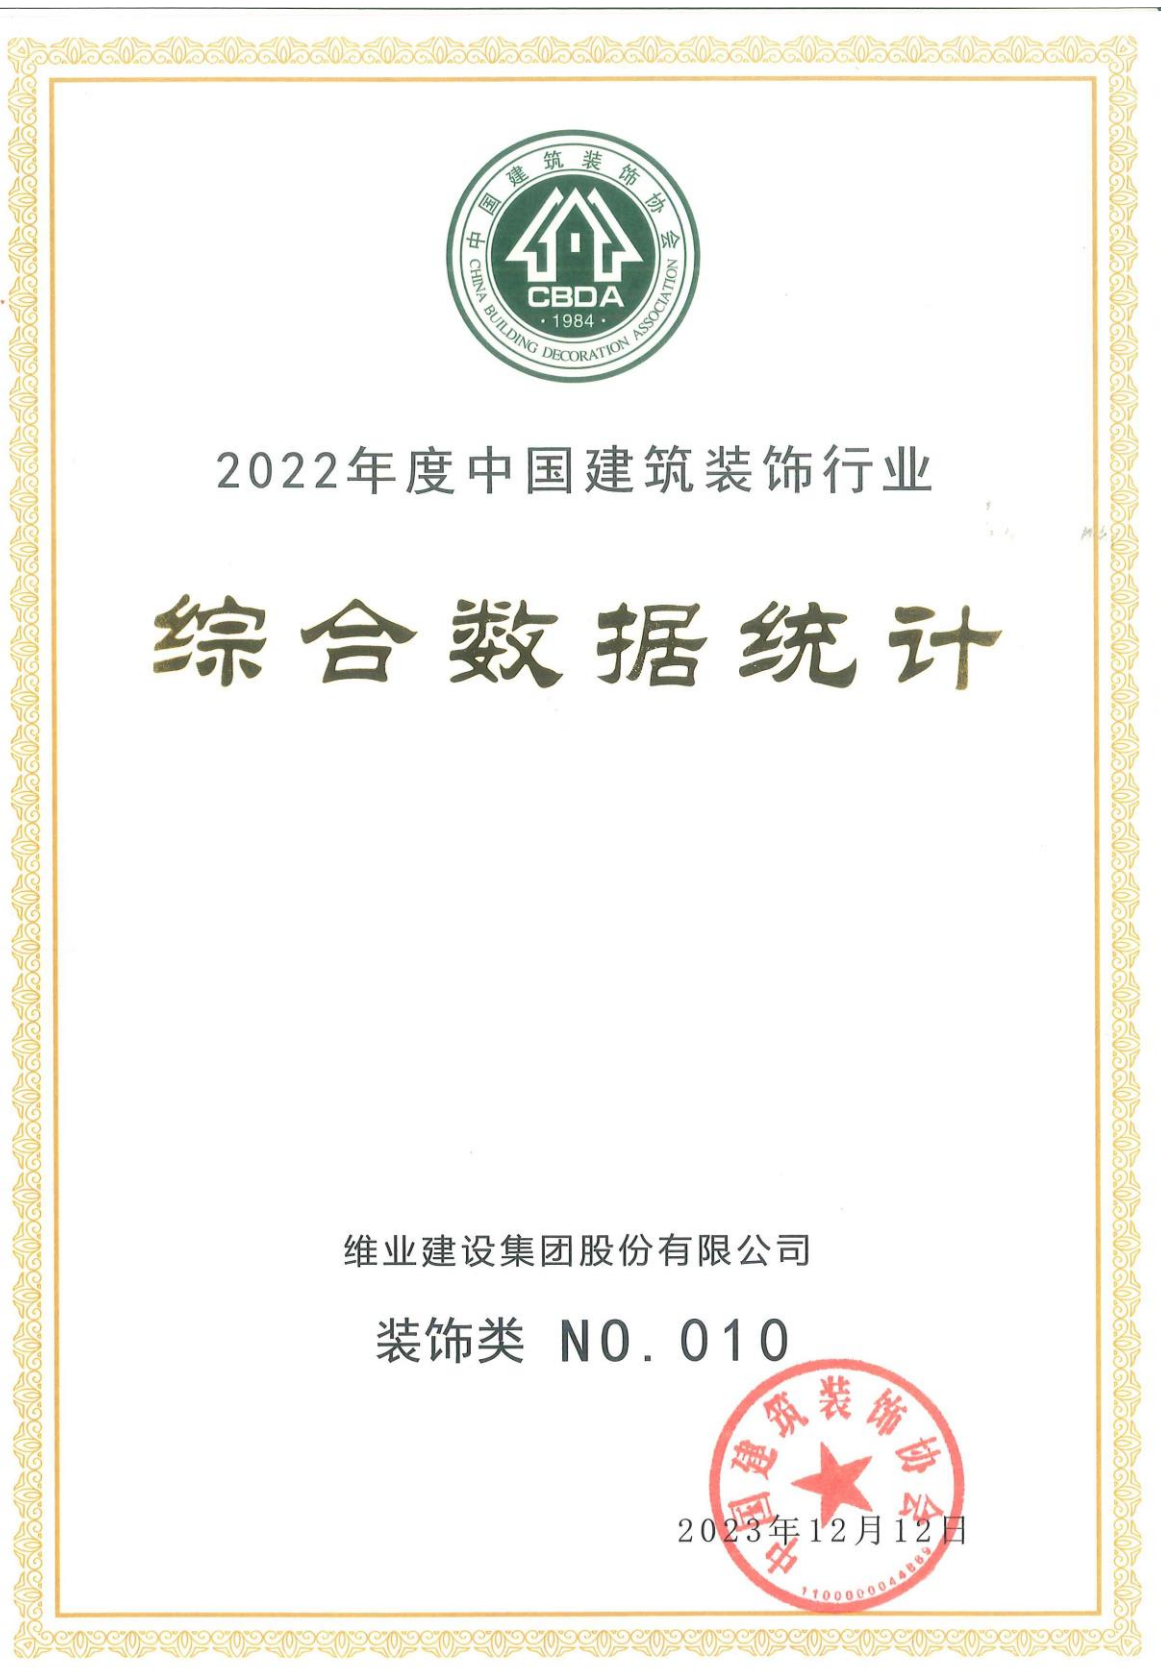 中国建筑装饰协会
CBDA
·1984·
CHINA BUILDING DECORATION ASSOCIATION
2022年度中国建筑装饰行业
综合数据统计
维业建设集团股份有限公司
装饰类 NO.010
中国建筑装饰协会
2023年12月12日